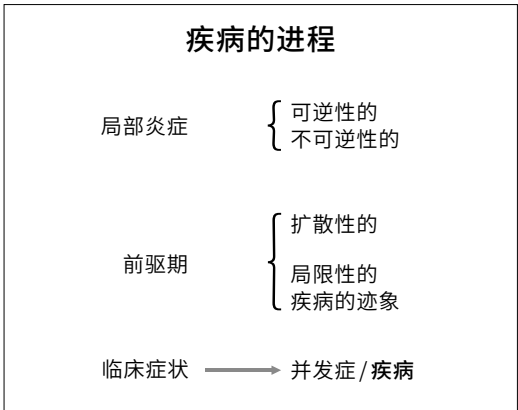 疾病的进程
局部炎症
可逆性的
不可逆性的
前驱期
扩散性的
局限性的
疾病的迹象
临床症状
并发症/疾病